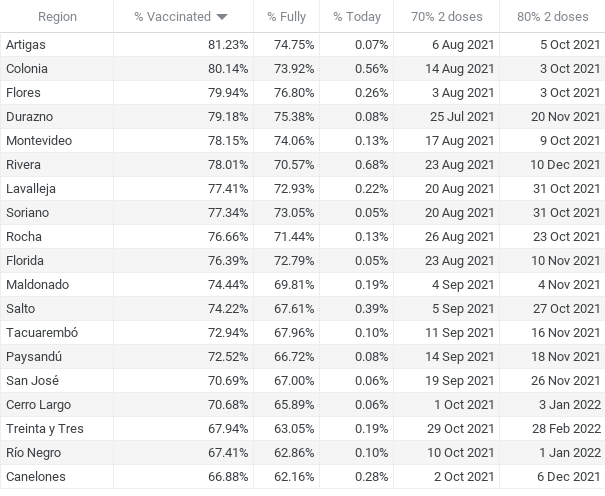 Region % Vaccinated % Fully % Today 70% 2 doses 80% 2 doses
Artigas 81.23% 74.75% 0.07% 6 Aug 2021 5 Oct 2021
Colonia 80.14% 73.92% 0.56% 14 Aug 2021 3 Oct 2021
Flores 79.94% 76.80% 0.26% 3 Aug 2021 3 Oct 2021
Durazno 79.18% 75.38% 0.08% 25 Jul 2021 20 Nov 2021
Montevideo 78.15% 74.06% 0.13% 17 Aug 2021 9 Oct 2021
Rivera 78.01% 70.57% 0.68% 23 Aug 2021 10 Dec 2021
Lavalleja 77.41% 72.93% 0.22% 20 Aug 2021 31 Oct 2021
Soriano 77.34% 73.05% 0.05% 20 Aug 2021 31 Oct 2021
Rocha 76.66% 71.44% 0.13% 26 Aug 2021 23 Oct 2021
Florida 76.39% 72.79% 0.05% 23 Aug 2021 10 Nov 2021
Maldonado 74.44% 69.81% 0.19% 4 Sep 2021 4 Nov 2021
Salto 74.22% 67.61% 0.39% 5 Sep 2021 27 Oct 2021
Tacuarembó 72.94% 67.96% 0.10% 11 Sep 2021 16 Nov 2021
Paysandú 72.52% 66.72% 0.08% 14 Sep 2021 18 Nov 2021
San José 70.69% 67.00% 0.06% 19 Sep 2021 26 Nov 2021
Cerro Largo 70.68% 65.89% 0.06% 1 Oct 2021 3 Jan 2022
Treinta y Tres 67.94% 63.05% 0.19% 29 Oct 2021 28 Feb 2022
Río Negro 67.41% 62.86% 0.10% 10 Oct 2021 1 Jan 2022
Canelones 66.88% 62.16% 0.28% 2 Oct 2021 6 Dec 2021